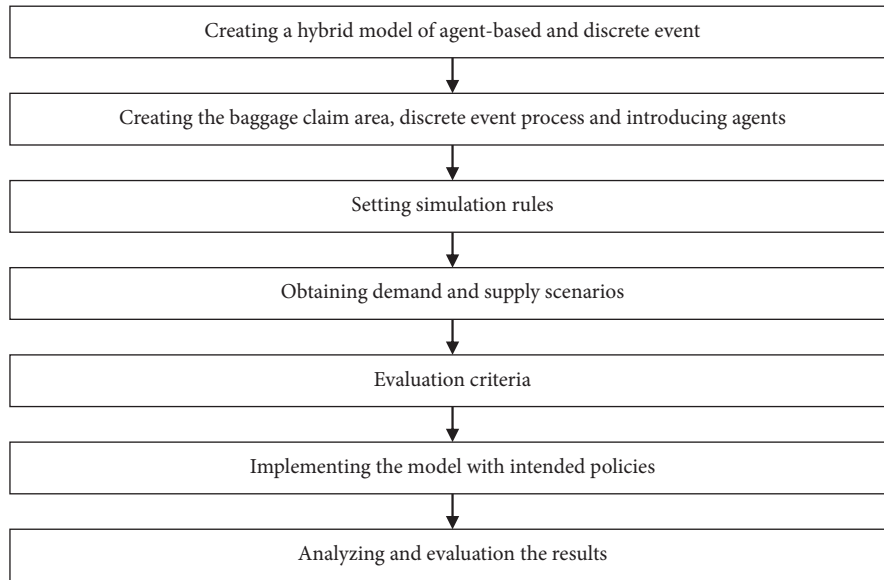 Creating a hybrid model of agent-based and discrete event
Creating the baggage claim area, discrete event process and introducing agents
Setting simulation rules
Obtaining demand and supply scenarios
Evaluation criteria
Implementing the model with intended policies
Analyzing and evaluation the results